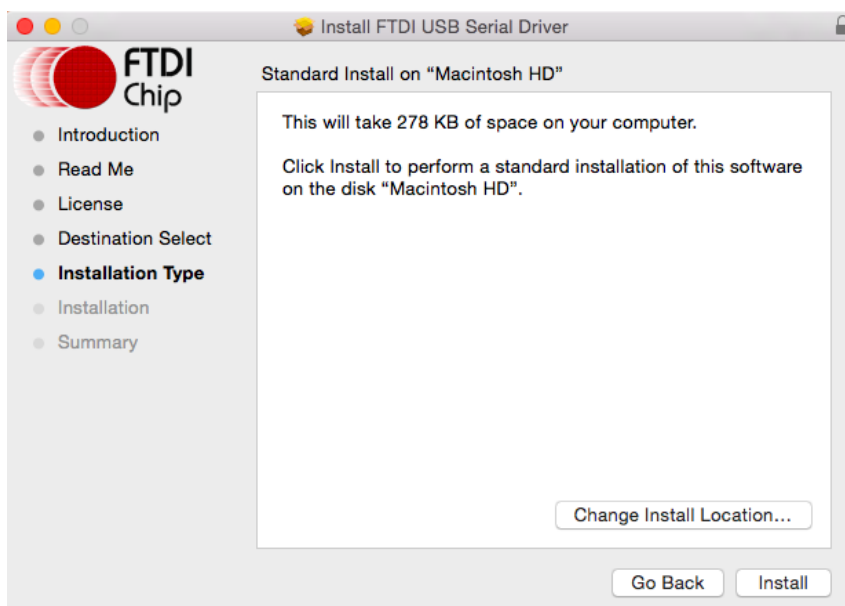 Install FTDI USB Serial Driver
FTDI
Chip
Introduction
Read Me
License
Destination Select
Installation Type
Installation
Summary
Standard Install on “Macintosh HD”
This will take 278 KB of space on your computer.
Click Install to perform a standard installation of this software
on the disk “Macintosh HD”.
Change Install Location...
Go Back
Install